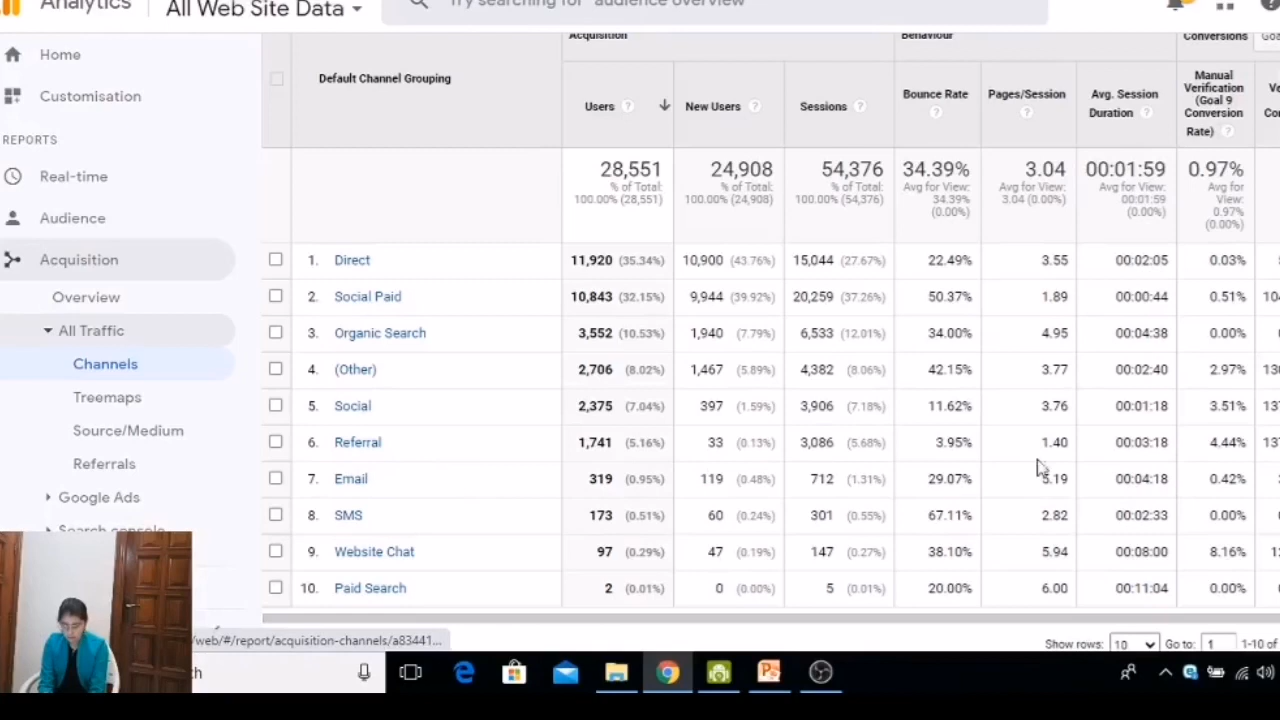 Analytics
All Web Site Data
Try searching for "audience overview"
Home
Customisation
REPORTS
Real-time
Audience
Acquisition
Overview
All Traffic
Channels
Treemaps
Source/Medium
Referrals
Google Ads
Search console
Acquisition Behaviour Conversions
Default Channel Grouping
Users ? New Users ? Sessions ? Bounce Rate ? Pages/Session ? Avg. Session Duration ? Manual Verification (Goal 9 Conversion Rate) ?
28,551 24,908 54,376 34.39% 3.04 00:01:59 0.97%
% of Total: 100.00% (28,551) % of Total: 100.00% (24,908) % of Total: 100.00% (54,376) Avg for View: 34.39% (0.00%) Avg for View: 3.04 (0.00%) Avg for View: 00:01:59 (0.00%) Avg for View: 0.97% (0.00%)
1. Direct 11,920 (35.34%) 10,900 (43.76%) 15,044 (27.67%) 22.49% 3.55 00:02:05 0.03%
2. Social Paid 10,843 (32.15%) 9,944 (39.92%) 20,259 (37.26%) 50.37% 1.89 00:00:44 0.51%
3. Organic Search 3,552 (10.53%) 1,940 (7.79%) 6,533 (12.01%) 34.00% 4.95 00:04:38 0.00%
4. (Other) 2,706 (8.02%) 1,467 (5.89%) 4,382 (8.06%) 42.15% 3.77 00:02:40 2.97%
5. Social 2,375 (7.04%) 397 (1.59%) 3,906 (7.18%) 11.62% 3.76 00:01:18 3.51%
6. Referral 1,741 (5.16%) 33 (0.13%) 3,086 (5.68%) 3.95% 1.40 00:03:18 4.44%
7. Email 319 (0.95%) 119 (0.48%) 712 (1.31%) 29.07% 5.19 00:04:18 0.42%
8. SMS 173 (0.51%) 60 (0.24%) 301 (0.55%) 67.11% 2.82 00:02:33 0.00%
9. Website Chat 97 (0.29%) 47 (0.19%) 147 (0.27%) 38.10% 5.94 00:08:00 8.16%
10. Paid Search 2 (0.01%) 0 (0.00%) 5 (0.01%) 20.00% 6.00 00:11:04 0.00%
/web/#/report/acquisition-channels/a83441...
Show rows: 10 Go to: 1 1-10 of